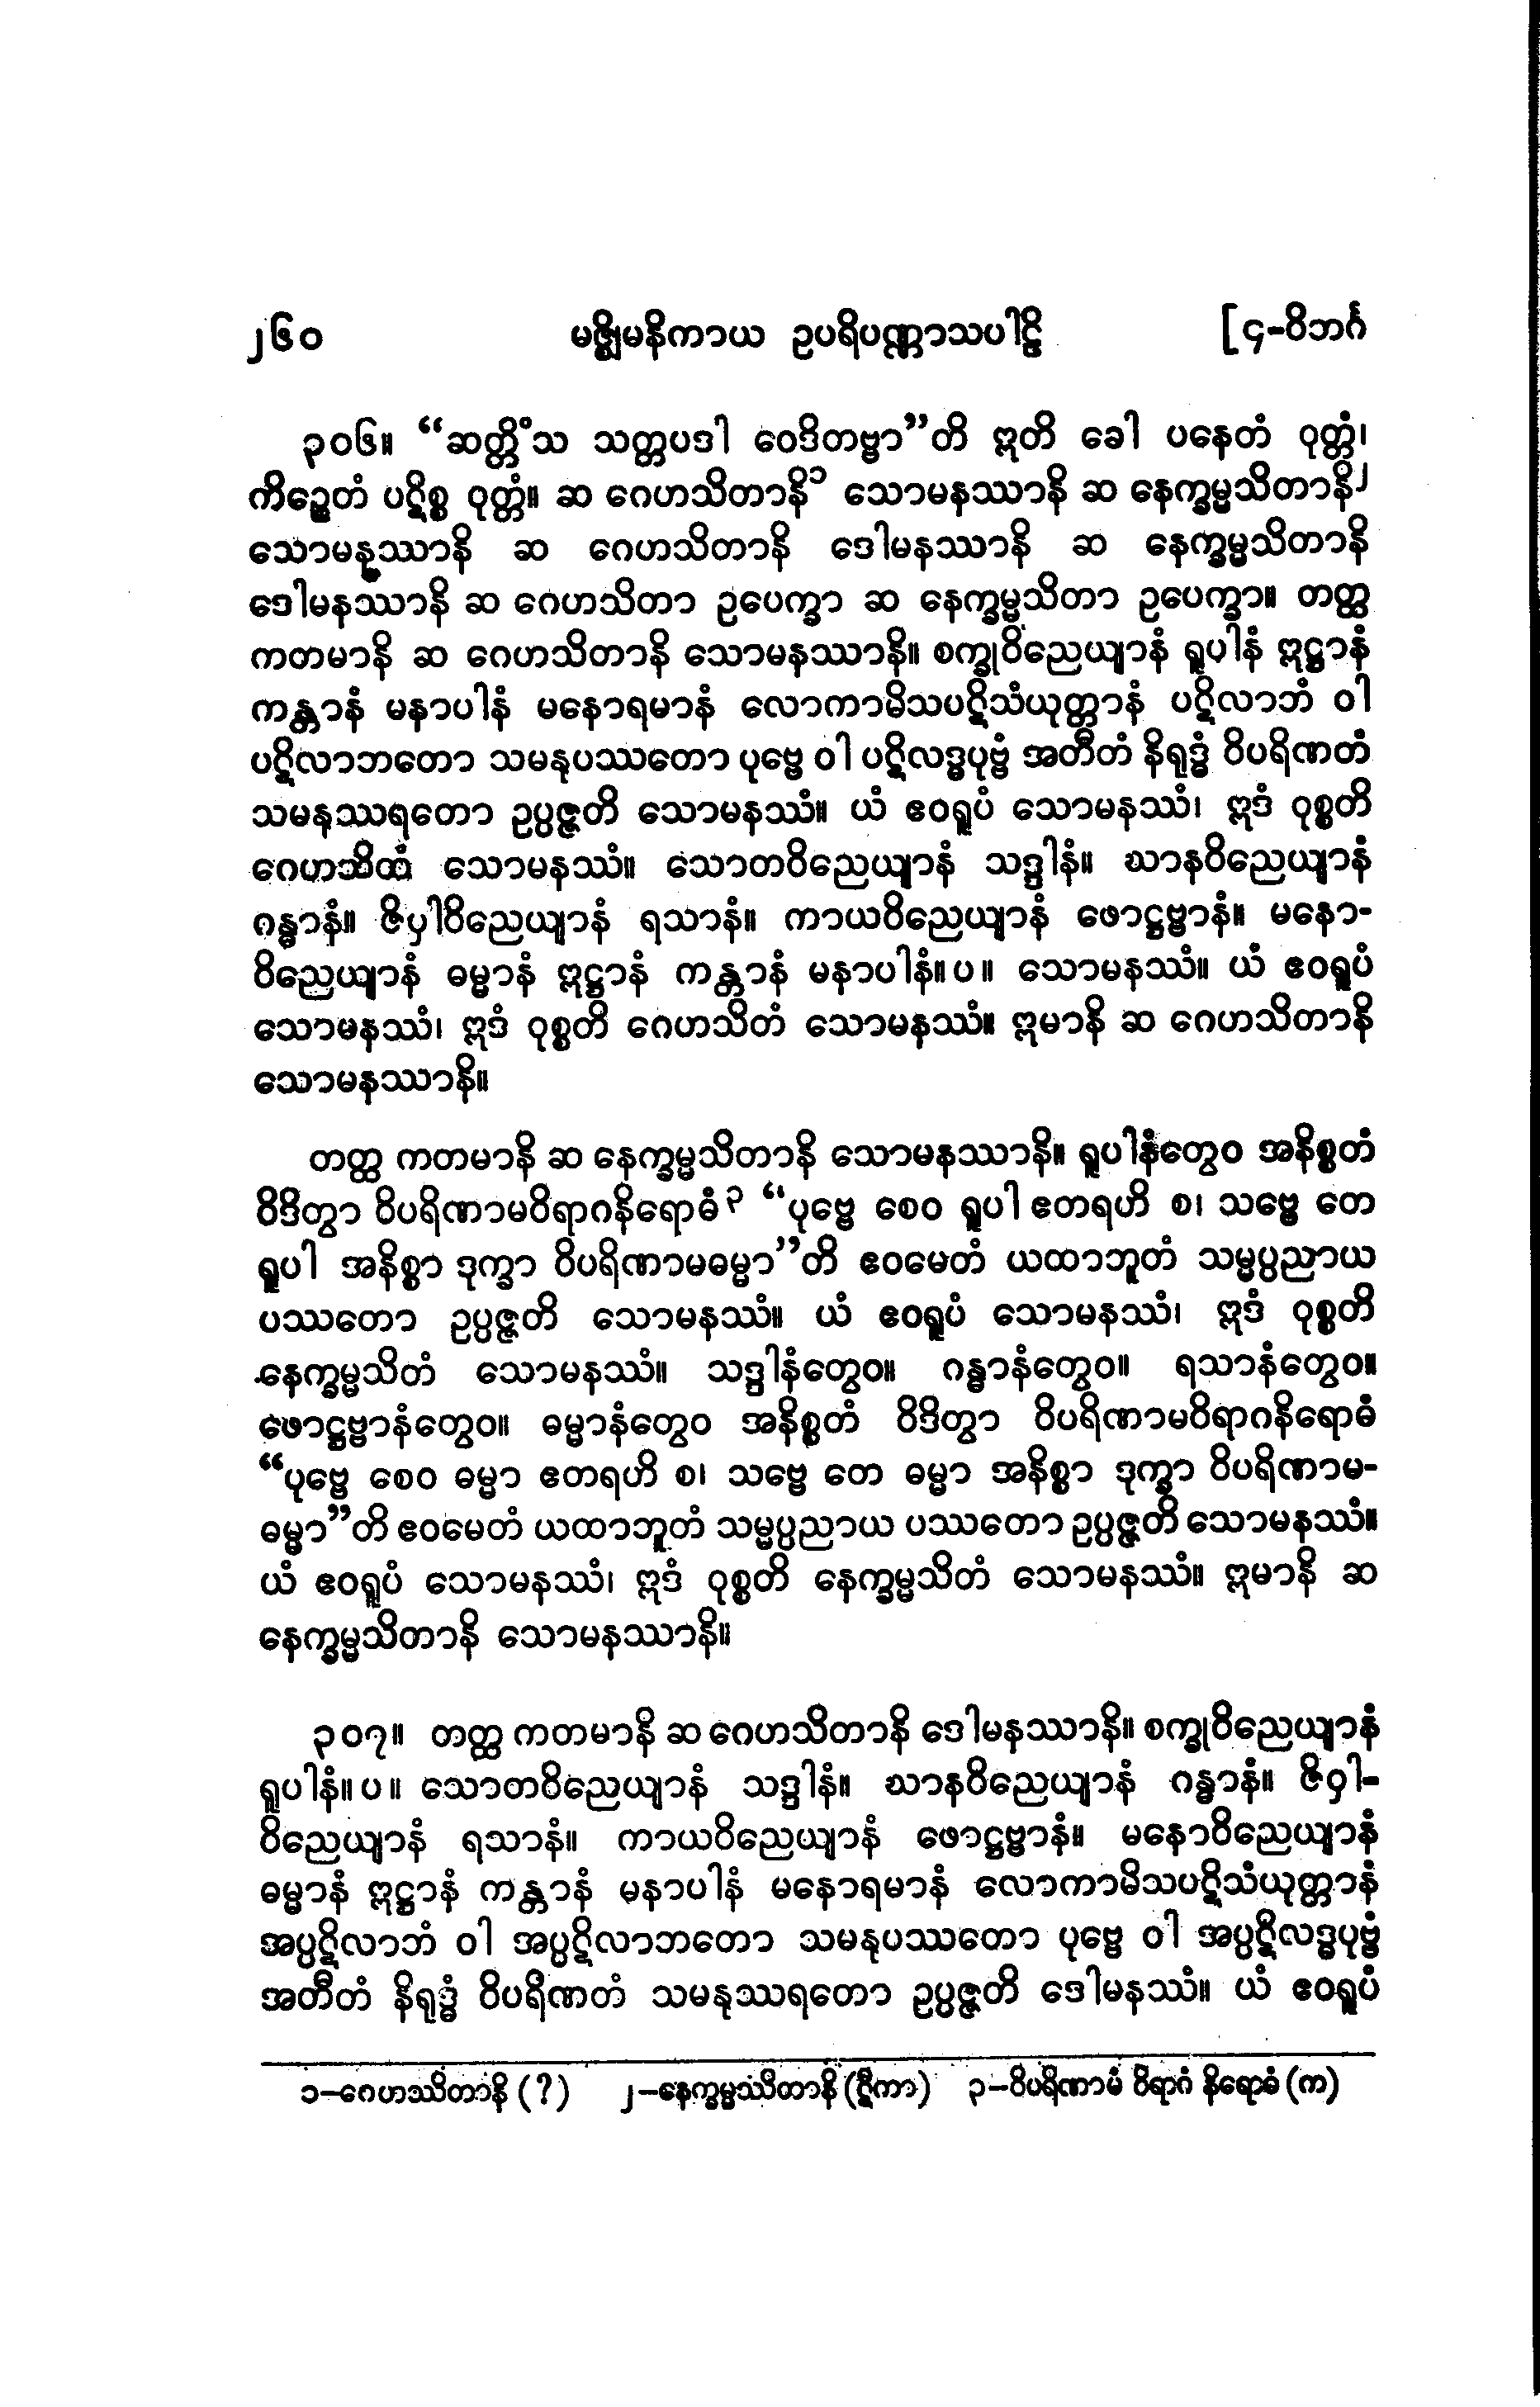 ၂၆၀ မဇ္ဈိမနိကာယ ဥပရိပဏ္ဏာသပါဠိ [၄-ဝိဘင်္ဂ
၃၀၆။ “ဆတ္တိံသ သတ္တပဒါ ဝေဒိတဗ္ဗာ”တိ ဣတိ ခေါ ပနေတံ ဝုတ္တံ၊
ကိဉ္စေတံ ပဋိစ္စ ဝုတ္တံ။ ဆ ဂေဟသိတာနိ၁ သောမနဿာနိ ဆ နေက္ခမ္မသိတာနိ၂
သောမနဿာနိ ဆ ဂေဟသိတာနိ ဒေါမနဿာနိ ဆ နေက္ခမ္မသိတာနိ
ဒေါမနဿာနိ ဆ ဂေဟသိတာ ဥပေက္ခာ ဆ နေက္ခမ္မသိတာ ဥပေက္ခာ။ တတ္ထ
ကတမာနိ ဆ ဂေဟသိတာနိ သောမနဿာနိ။ စက္ခုဝိညေယျာနံ ရူပါနံ ဣဋ္ဌာနံ
ကန္တာနံ မနာပါနံ မနောရမာနံ လောကာမိသပဋိသံယုတ္တာနံ ပဋိလာဘံ ဝါ
ပဋိလာဘတော သမနုပဿတော ပုဗ္ဗေ ဝါ ပဋိလဒ္ဓပုဗ္ဗံ အတီတံ နိရုဒ္ဓံ ဝိပရိဏတံ
သမနုဿရတော ဥပ္ပဇ္ဇတိ သောမနဿံ။ ယံ ဧဝရူပံ သောမနဿံ၊ ဣဒံ ဝုစ္စတိ
ဂေဟသိတံ သောမနဿံ။ သောတဝိညေယျာနံ သဒ္ဒါနံ။ ဃာနဝိညေယျာနံ
ဂန္ဓာနံ။ ဇိဝှါဝိညေယျာနံ ရသာနံ။ ကာယဝိညေယျာနံ ဖောဋ္ဌဗ္ဗာနံ။ မနော-
ဝိညေယျာနံ ဓမ္မာနံ ဣဋ္ဌာနံ ကန္တာနံ မနာပါနံ။ပ။ သောမနဿံ။ ယံ ဧဝရူပံ
သောမနဿံ၊ ဣဒံ ဝုစ္စတိ ဂေဟသိတံ သောမနဿံ။ ဣမာနိ ဆ ဂေဟသိတာနိ
သောမနဿာနိ။
တတ္ထ ကတမာနိ ဆ နေက္ခမ္မသိတာနိ သောမနဿာနိ။ ရူပါနံတွေဝ အနိစ္စတံ
ဝိဒိတွာ ဝိပရိဏာမဝိရာဂနိရောဓံ၃ “ပုဗ္ဗေ စေဝ ရူပါ ဧတရဟိ စ၊ သဗ္ဗေ တေ
ရူပါ အနိစ္စာ ဒုက္ခာ ဝိပရိဏာမဓမ္မာ”တိ ဧဝမေတံ ယထာဘူတံ သမ္မပ္ပညာယ
ပဿတော ဥပ္ပဇ္ဇတိ သောမနဿံ။ ယံ ဧဝရူပံ သောမနဿံ၊ ဣဒံ ဝုစ္စတိ
နေက္ခမ္မသိတံ သောမနဿံ။ သဒ္ဒါနံတွေဝ။ ဂန္ဓာနံတွေဝ။ ရသာနံတွေဝ။
ဖောဋ္ဌဗ္ဗာနံတွေဝ။ ဓမ္မာနံတွေဝ အနိစ္စတံ ဝိဒိတွာ ဝိပရိဏာမဝိရာဂနိရောဓံ
“ပုဗ္ဗေ စေဝ ဓမ္မာ ဧတရဟိ စ၊ သဗ္ဗေ တေ ဓမ္မာ အနိစ္စာ ဒုက္ခာ ဝိပရိဏာမ-
ဓမ္မာ”တိ ဧဝမေတံ ယထာဘူတံ သမ္မပ္ပညာယ ပဿတော ဥပ္ပဇ္ဇတိ သောမနဿံ။
ယံ ဧဝရူပံ သောမနဿံ၊ ဣဒံ ဝုစ္စတိ နေက္ခမ္မသိတံ သောမနဿံ။ ဣမာနိ ဆ
နေက္ခမ္မသိတာနိ သောမနဿာနိ။
၃၀၇။ တတ္ထ ကတမာနိ ဆ ဂေဟသိတာနိ ဒေါမနဿာနိ။ စက္ခုဝိညေယျာနံ
ရူပါနံ။ပ။ သောတဝိညေယျာနံ သဒ္ဒါနံ။ ဃာနဝိညေယျာနံ ဂန္ဓာနံ။ ဇိဝှါ-
ဝိညေယျာနံ ရသာနံ။ ကာယဝိညေယျာနံ ဖောဋ္ဌဗ္ဗာနံ။ မနောဝိညေယျာနံ
ဓမ္မာနံ ဣဋ္ဌာနံ ကန္တာနံ မနာပါနံ မနောရမာနံ လောကာမိသပဋိသံယုတ္တာနံ
အပ္ပဋိလာဘံ ဝါ အပ္ပဋိလာဘတော သမနုပဿတော ပုဗ္ဗေ ဝါ အပ္ပဋိလဒ္ဓပုဗ္ဗံ
အတီတံ နိရုဒ္ဓံ ဝိပရိဏတံ သမနုဿရတော ဥပ္ပဇ္ဇတိ ဒေါမနဿံ။ ယံ ဧဝရူပံ
၁−ဂေဟဿိတာနိ (?) ၂−နေက္ခမ္မဿိတာနိ (ဋီကာ) ၃−ဝိပရိဏာမံ ဝိရာဂံ နိရောဓံ (က)